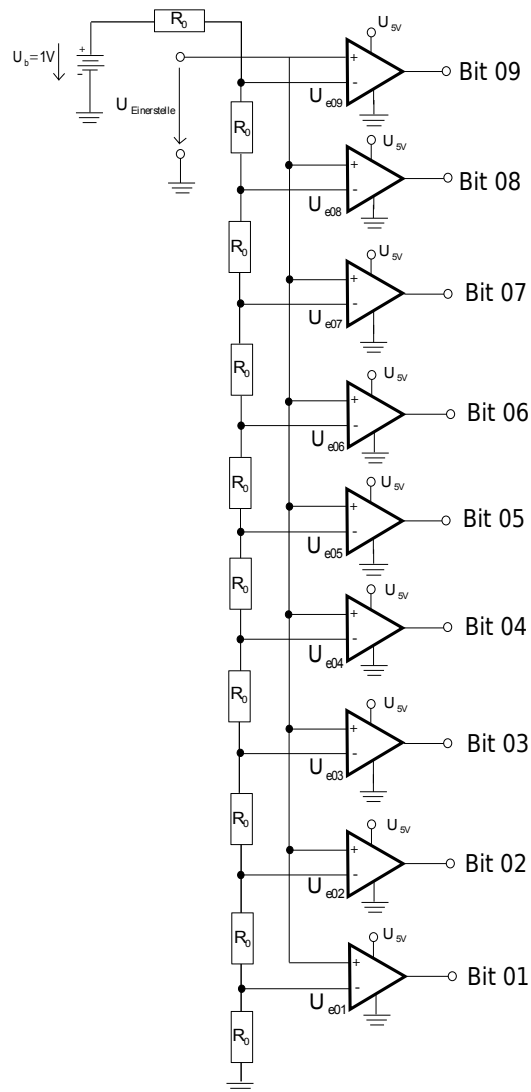 R0
U5V
Ub=1V
+
-
+
-
Bit 09
UEinerstelle
Ue09
R0
U5V
+
-
Bit 08
Ue08
R0
U5V
+
-
Bit 07
Ue07
R0
U5V
+
-
Bit 06
Ue06
R0
U5V
+
-
Bit 05
Ue05
R0
U5V
+
-
Bit 04
Ue04
R0
U5V
+
-
Bit 03
Ue03
R0
U5V
+
-
Bit 02
Ue02
R0
U5V
+
-
Bit 01
Ue01
R0